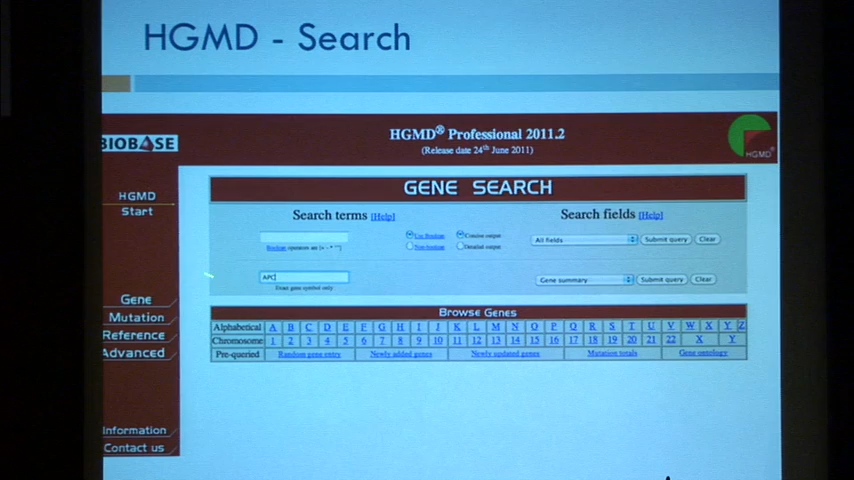 HGMD - Search
BIOBASE
HGMD® Professional 2011.2
(Release date 24th June 2011)
HGMD®
HGMD
Start
GENE SEARCH
Search terms [Help]
Search fields [Help]
Use Boolean
Concise output
All fields
Submit query
Clear
Boolean operators are (+ - * "")
Non-boolean
Detailed output
APC
Exact gene symbol only
Gene summary
Submit query
Clear
Gene
Mutation
Reference
Advanced
Browse Genes
Alphabetical A B C D E F G H I J K L M N O P Q R S T U V W X Y Z
Chromosome 1 2 3 4 5 6 7 8 9 10 11 12 13 14 15 16 17 18 19 20 21 22 X Y
Pre-queried Random gene entry Newly added genes Newly updated genes Mutation totals Gene ontology
Information
Contact us